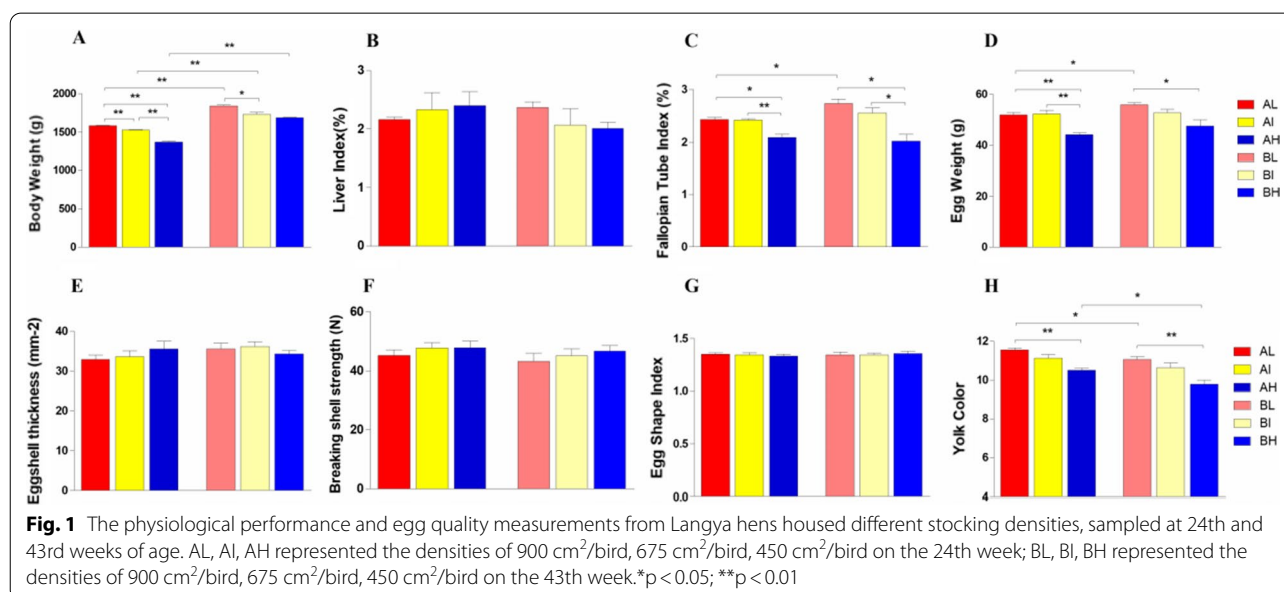 A
B
C
D
** ** ** ** ** ** *
Body Weight (g)
2000
1500
1000
500
0
Liver Index(%)
3
2
1
0
* * * ** *
Fallopian Tube Index (%)
3
2
1
0
* ** * **
Egg Weight (g)
60
40
20
0
AL
AI
AH
BL
BI
BH
E
F
G
H
Eggshell thickness (mm-2)
40
30
20
10
0
Breaking shell strength (N)
60
40
20
0
Egg Shape Index
1.5
1.0
0.5
0.0
* * ** **
Yolk Color
12
10
8
6
4
AL
AI
AH
BL
BI
BH
Fig. 1 The physiological performance and egg quality measurements from Langya hens housed different stocking densities, sampled at 24th and
43rd weeks of age. AL, AI, AH represented the densities of 900 cm²/bird, 675 cm²/bird, 450 cm²/bird on the 24th week; BL, BI, BH represented the
densities of 900 cm²/bird, 675 cm²/bird, 450 cm²/bird on the 43th week.*p < 0.05; **p < 0.01